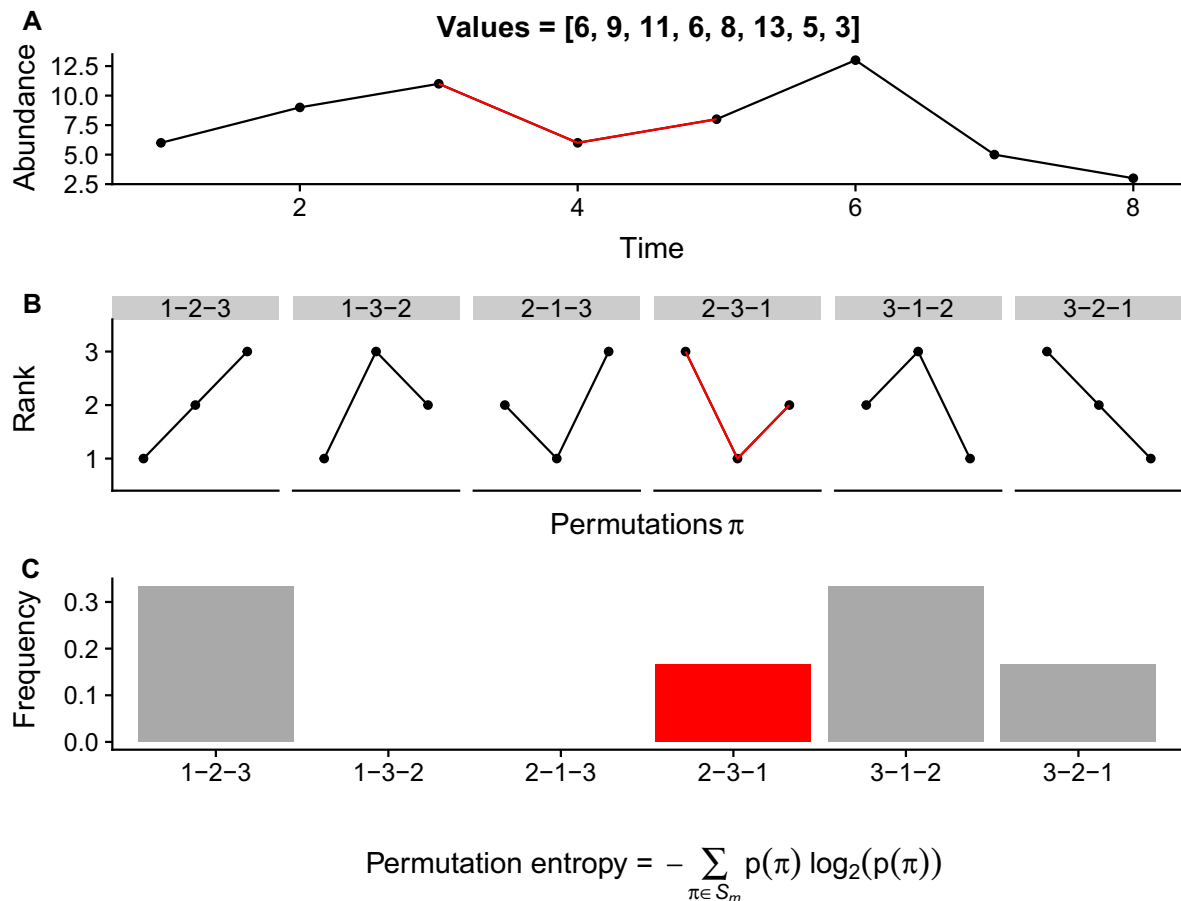 A
Values = [6, 9, 11, 6, 8, 13, 5, 3]
Abundance
12.5
10.0
7.5
5.0
2.5
2 4 6 8
Time
B
1−2−3 1−3−2 2−1−3 2−3−1 3−1−2 3−2−1
Rank
3
2
1
Permutations π
C
Frequency
0.3
0.2
0.1
0.0
1−2−3 1−3−2 2−1−3 2−3−1 3−1−2 3−2−1
Permutation entropy = − ∑ p(π) log₂(p(π))
π∈ Sₘ